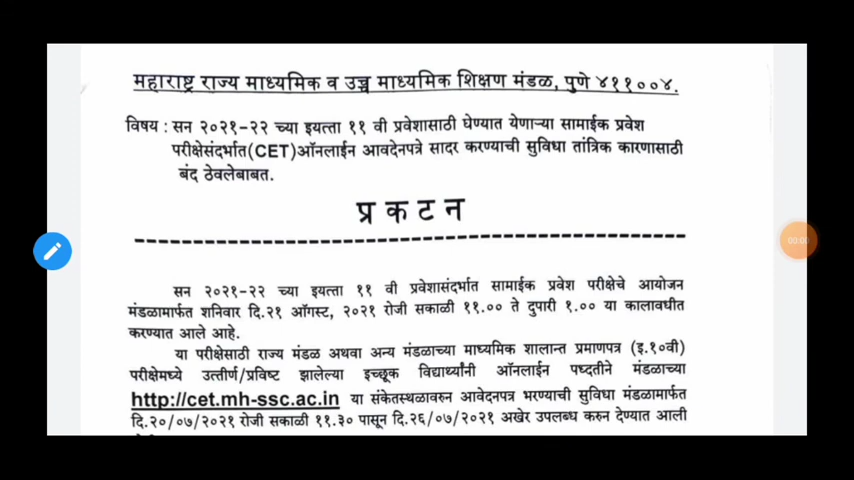 महाराष्ट्र राज्य माध्यमिक व उच्च माध्यमिक शिक्षण मंडळ, पुणे ४११००४.
विषय : सन २०२१-२२ च्या इयत्ता ११ वी प्रवेशासाठी घेण्यात येणाऱ्या सामाईक प्रवेश
परीक्षेसंदर्भात(CET)ऑनलाईन आवदेनपत्रे सादर करण्याची सुविधा तांत्रिक कारणासाठी
बंद ठेवलेबाबत.
प्रकटन
सन २०२१-२२ च्या इयत्ता ११ वी प्रवेशासंदर्भात सामाईक प्रवेश परीक्षेचे आयोजन
मंडळामार्फत शनिवार दि.२१ ऑगस्ट, २०२१ रोजी सकाळी ११.०० ते दुपारी १.०० या कालावधीत
करण्यात आले आहे.
या परीक्षेसाठी राज्य मंडळ अथवा अन्य मंडळाच्या माध्यमिक शालान्त प्रमाणपत्र (इ.१०वी)
परीक्षेमध्ये उत्तीर्ण/प्रविष्ट झालेल्या इच्छूक विद्यार्थ्यांनी ऑनलाईन पध्दतीने मंडळाच्या
http://cet.mh-ssc.ac.in या संकेतस्थळावरुन आवेदनपत्र भरण्याची सुविधा मंडळामार्फत
दि.२०/०७/२०२१ रोजी सकाळी ११.३० पासून दि.२६/०७/२०२१ अखेर उपलब्ध करुन देण्यात आली
00:00